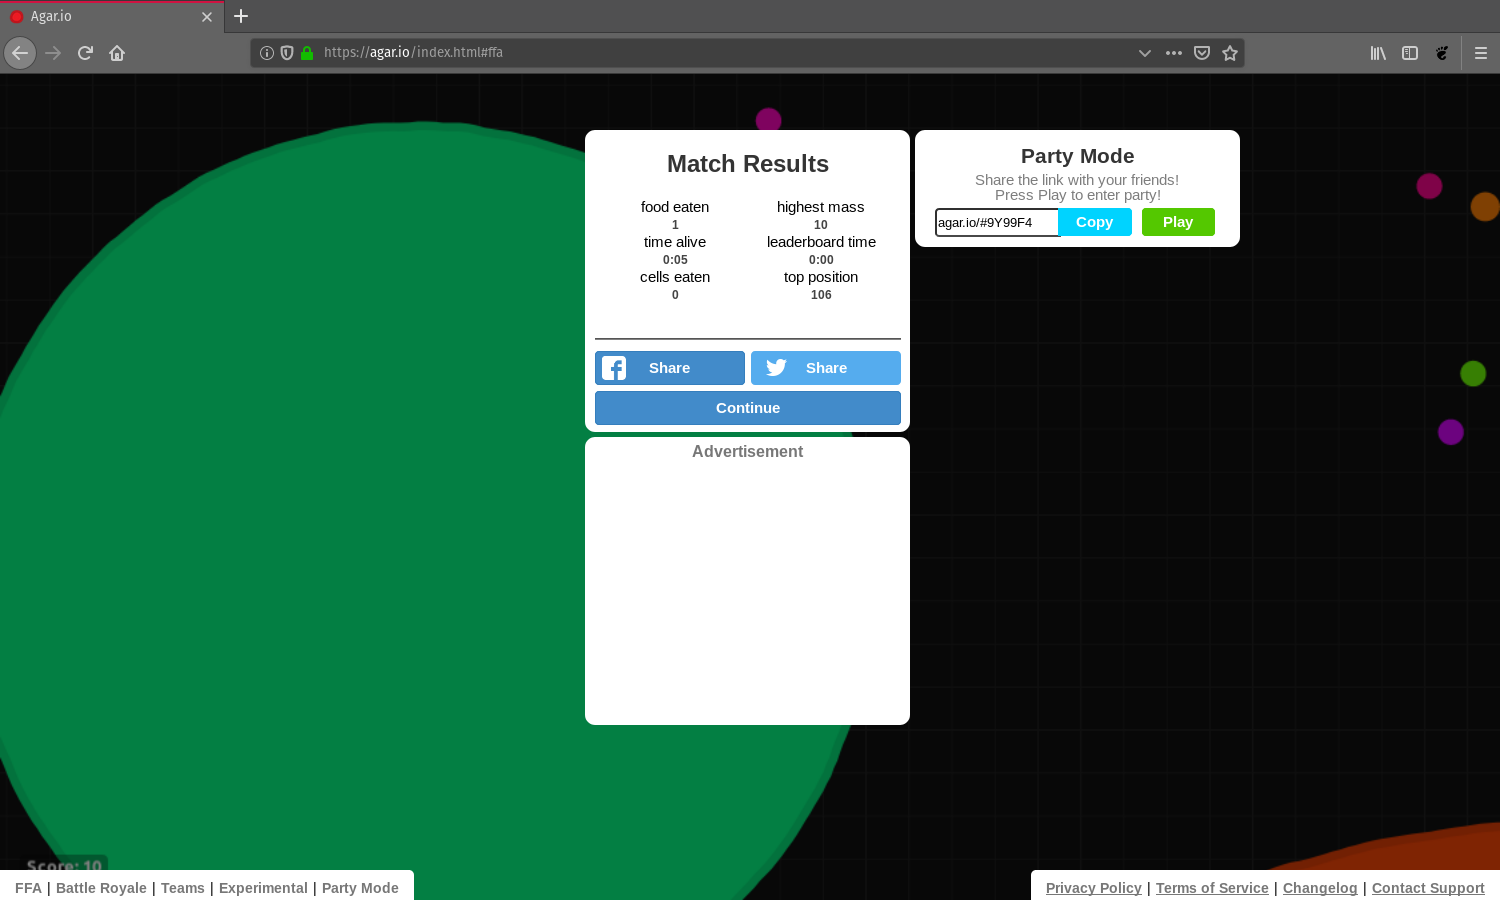 Agar.io
https://agar.io/index.html#ffa
Match Results
food eaten
1
highest mass
10
time alive
0:05
leaderboard time
0:00
cells eaten
0
top position
106
Share
Share
Continue
Advertisement
Party Mode
Share the link with your friends!
Press Play to enter party!
agar.io/#9Y99F4
Copy
Play
Score: 10
FFA | Battle Royale | Teams | Experimental | Party Mode
Privacy Policy | Terms of Service | Changelog | Contact Support